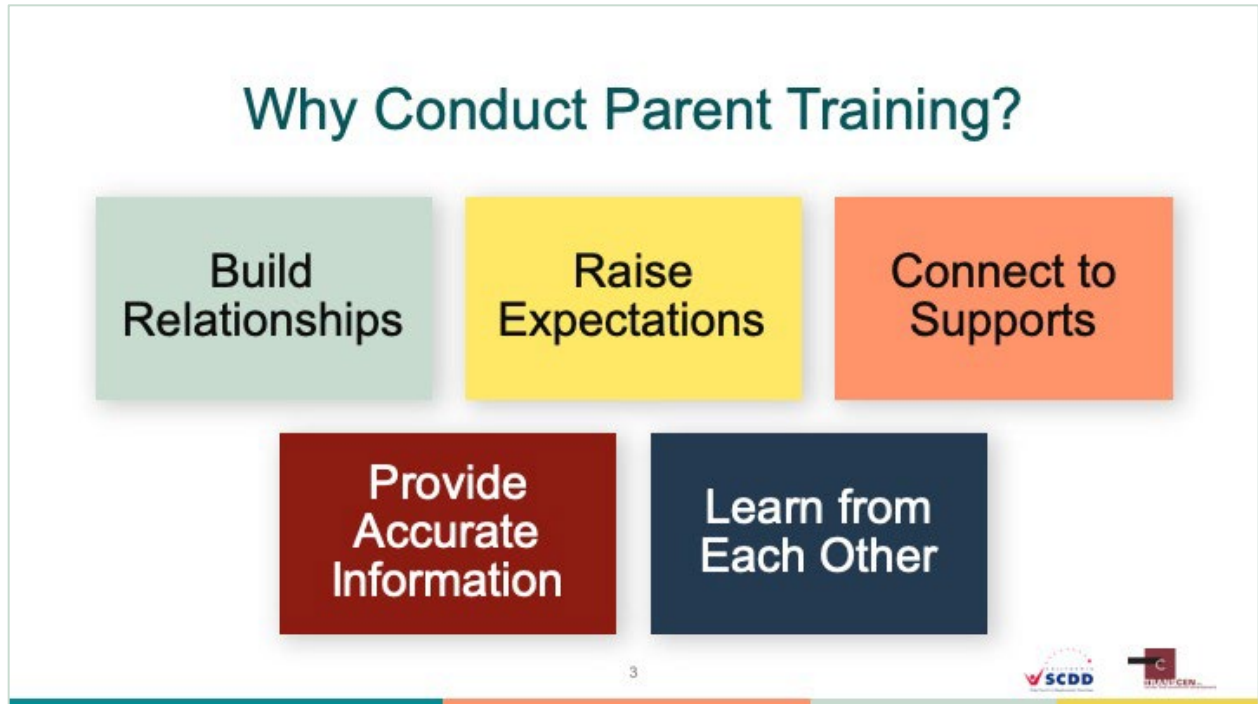 Why Conduct Parent Training?
Build
Relationships
Raise
Expectations
Connect to
Supports
Provide
Accurate
Information
Learn from
Each Other
3
SCDD
C
TRANSCEN